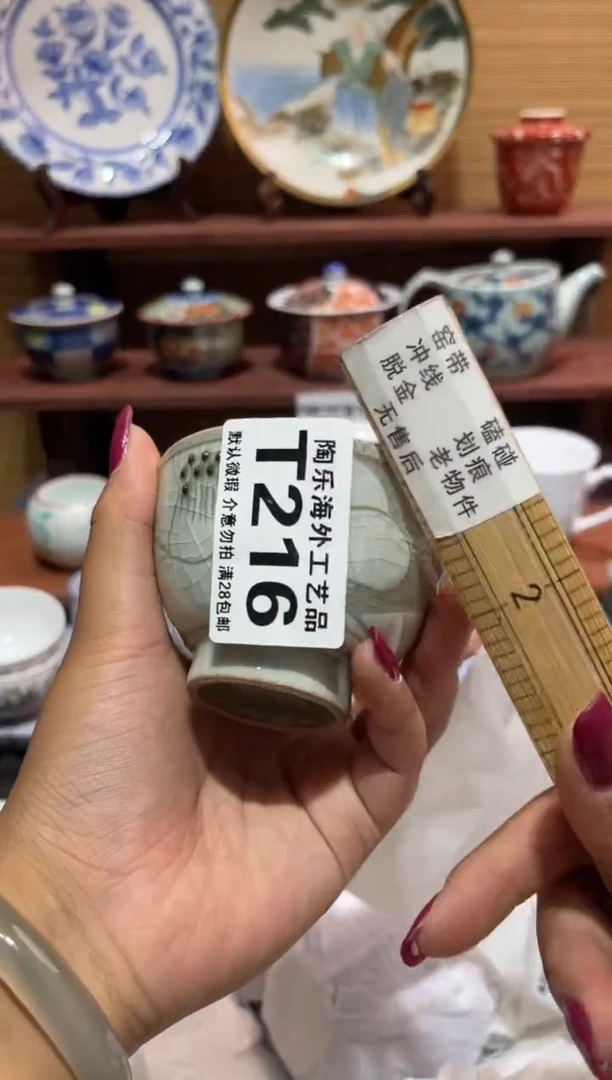 陶乐海外工艺品
T216
默认微瑕 介意勿拍 满28包邮
窑带 磕碰
冲线 划痕
脱金 老物件
无售后
2